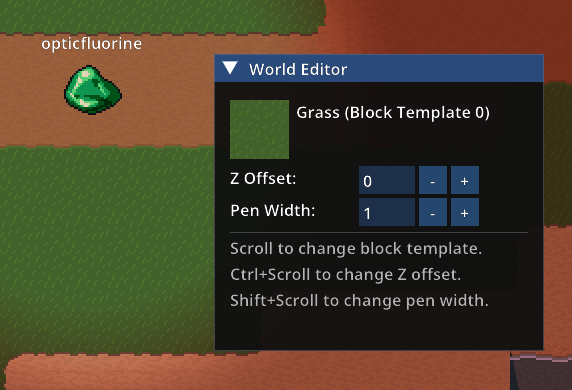 opticfluorine
World Editor
Grass (Block Template 0)
Z Offset: 0 - +
Pen Width: 1 - +
Scroll to change block template.
Ctrl+Scroll to change Z offset.
Shift+Scroll to change pen width.